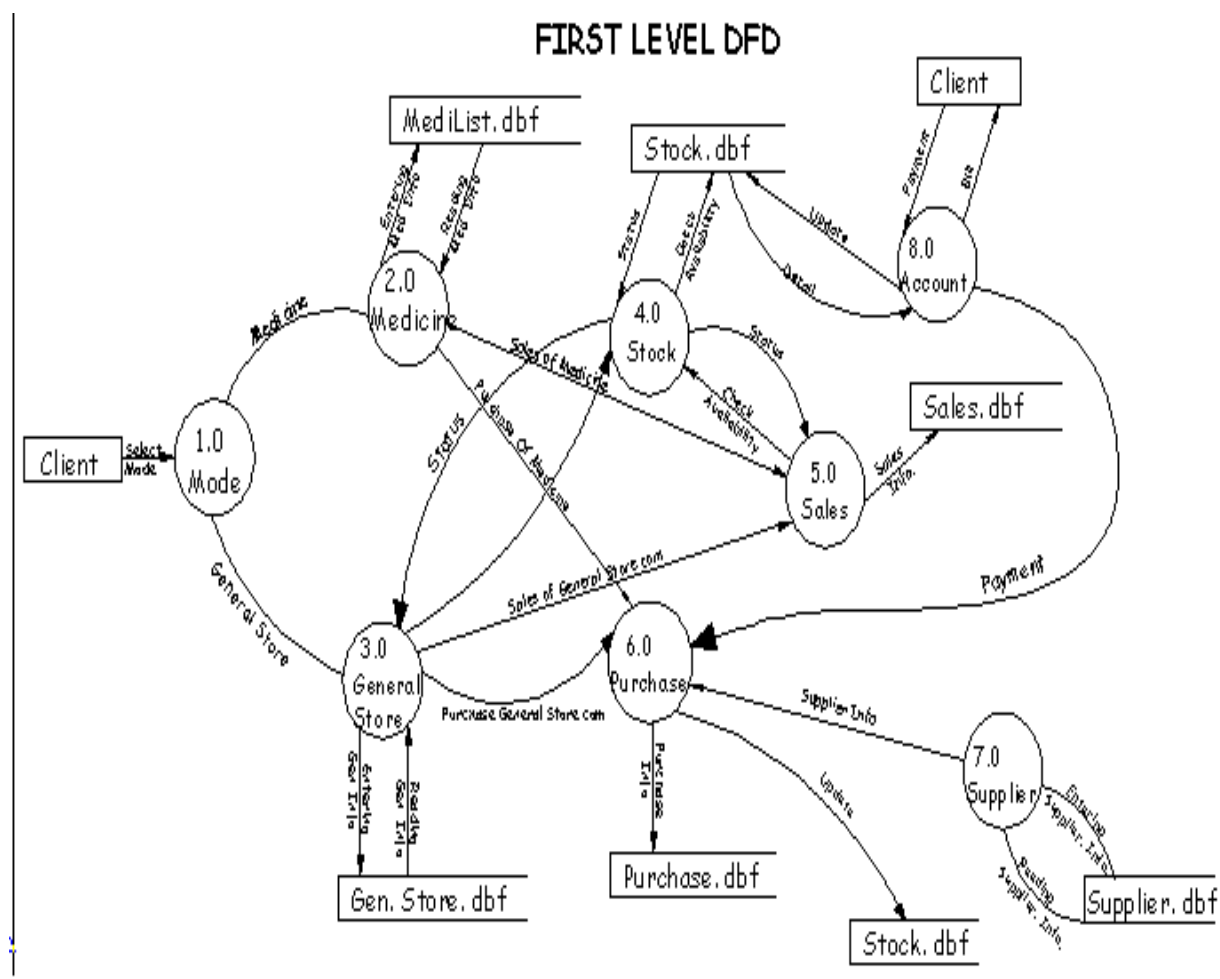 FIRST LEVEL DFD
Client
MediList.dbf
Stock.dbf
Payment
Bill
Entering
Med Info
Reading
Med Info
Status
Check
Availability
Update
Detail
8.0
Account
2.0
Medicine
4.0
Stock
Medicine
Sales of Medicine
Status
Check
Availability
Sales.dbf
Purchase Of Medicine
Status
1.0
Mode
Client
Select
Mode
5.0
Sales
Sales
Info.
General Store
Sales of General Store com
Payment
3.0
General
Store
6.0
Purchase
Purchase General Store com
Supplier Info
7.0
Supplier
Entering
Gen Info
Reading
Gen Info
Purchase
Info
Update
Entering
Supplier. Info.
Reading
Supplier. Info.
Gen. Store. dbf
Purchase. dbf
Stock. dbf
Supplier. dbf